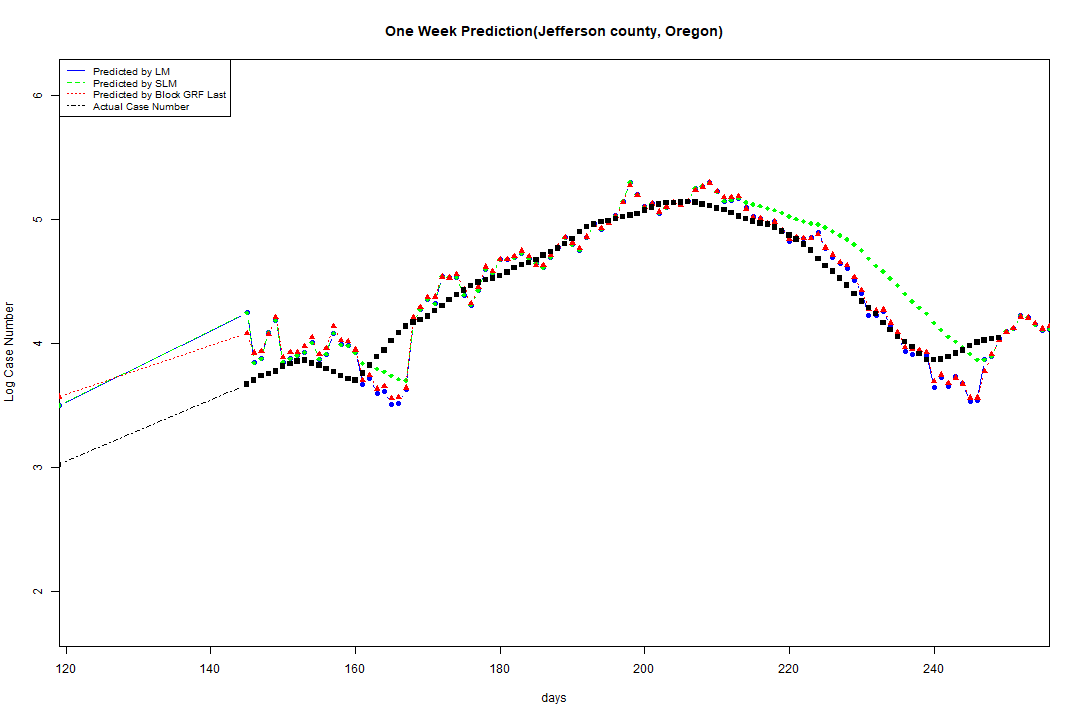 One Week Prediction(Jefferson county, Oregon)
Predicted by LM
Predicted by SLM
Predicted by Block GRF Last
Actual Case Number
6
5
4
3
2
Log Case Number
120 140 160 180 200 220 240
days